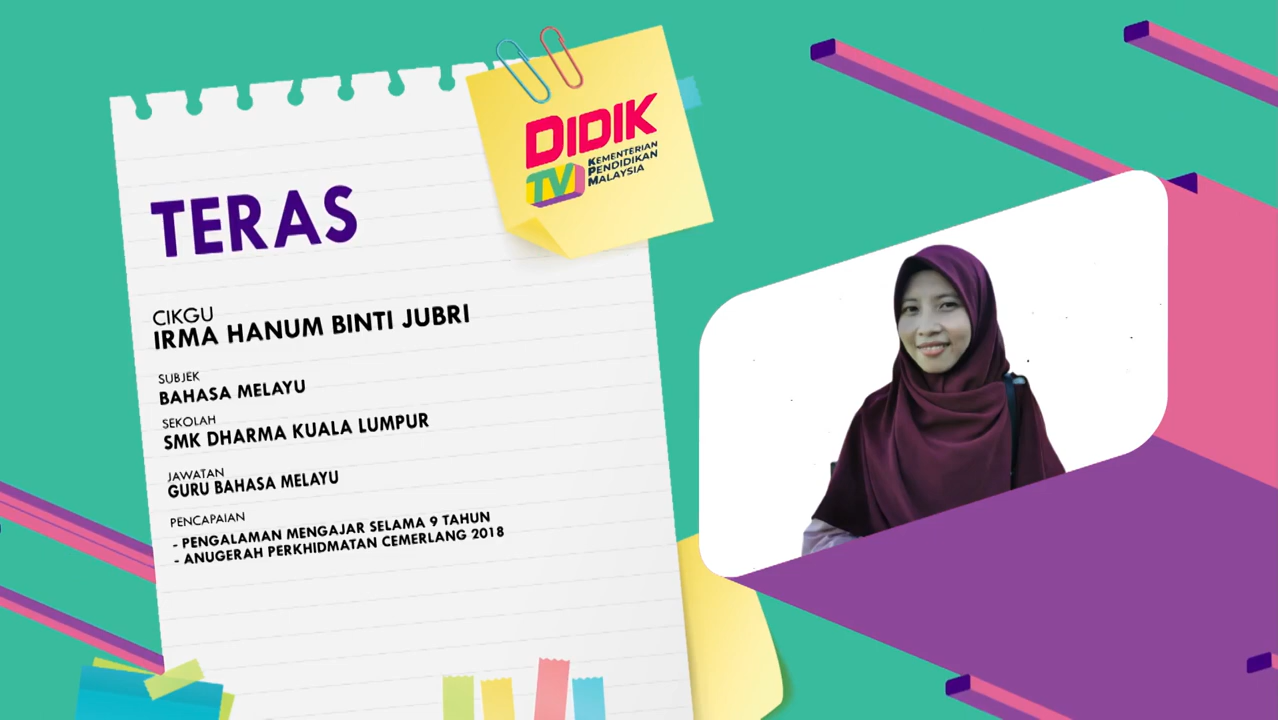 DIDIK
TV
KEMENTERIAN
PENDIDIKAN
MALAYSIA
TERAS
CIKGU
IRMA HANUM BINTI JUBRI
SUBJEK
BAHASA MELAYU
SEKOLAH
SMK DHARMA KUALA LUMPUR
JAWATAN
GURU BAHASA MELAYU
PENCAPAIAN
- PENGALAMAN MENGAJAR SELAMA 9 TAHUN
- ANUGERAH PERKHIDMATAN CEMERLANG 2018